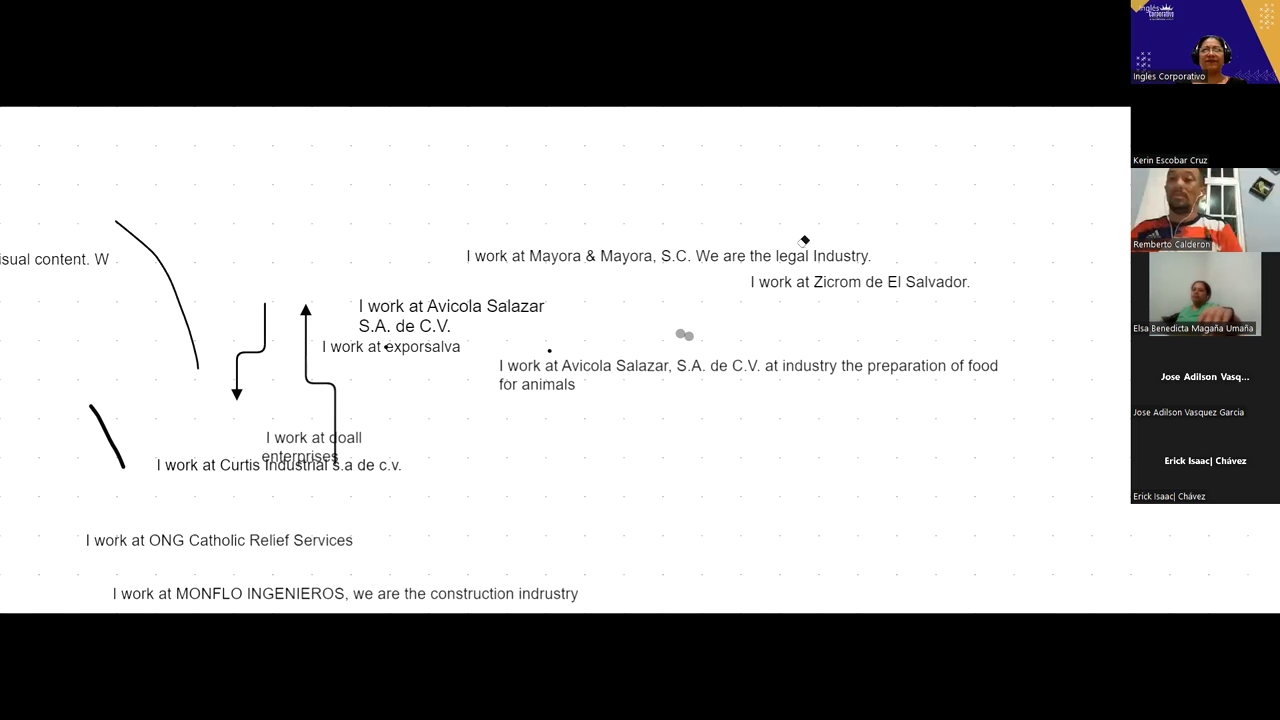 isual content. W
I work at Mayora & Mayora, S.C. We are the legal Industry.
I work at Zicrom de El Salvador.
I work at Avicola Salazar
S.A. de C.V.
I work at exporsalva
I work at Avicola Salazar, S.A. de C.V. at industry the preparation of food
for animals
I work at doall
enterprises
I work at Curtis Industrial s.a de c.v.
I work at ONG Catholic Relief Services
I work at MONFLO INGENIEROS, we are the construction indrustry
Inglés
Corporativo
Ingles Corporativo
Kerin Escobar Cruz
Remberto Calderon
Elsa Benedicta Magaña Umaña
Jose Adilson Vasq...
Jose Adilson Vasquez Garcia
Erick Isaac| Chávez
Erick Isaac| Chávez